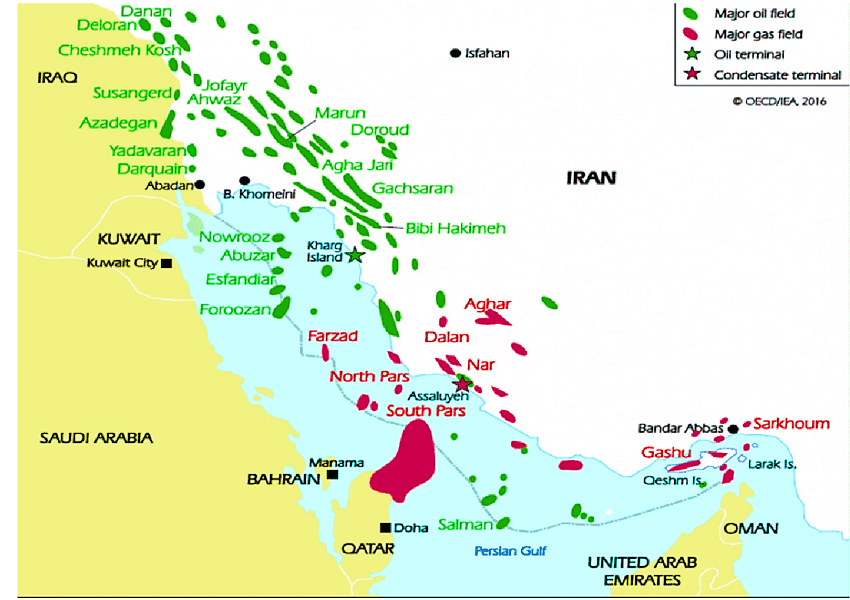 Danan
Deloran
Cheshmeh Kosh
IRAQ
Susangerd
Jofayr
Ahwaz
Azadegan
Marun
Doroud
Yadavaran
Darquain
Agha Jari
Abadan
B. Khomeini
Gachsaran
Isfahan
IRAN
Major oil field
Major gas field
Oil terminal
Condensate terminal
© OECD/IEA, 2016
KUWAIT
Kuwait City
Nowrooz
Abuzar
Esfandiar
Foroozan
Kharg
Island
Bibi Hakimeh
Farzad
Aghar
Dalan
Nar
North Pars
Assaluyeh
South Pars
SAUDI ARABIA
BAHRAIN
Manama
Doha
QATAR
Salman
Persian Gulf
Bandar Abbas
Sarkhoum
Gashu
Qeshm Is.
Larak Is.
OMAN
UNITED ARAB
EMIRATES